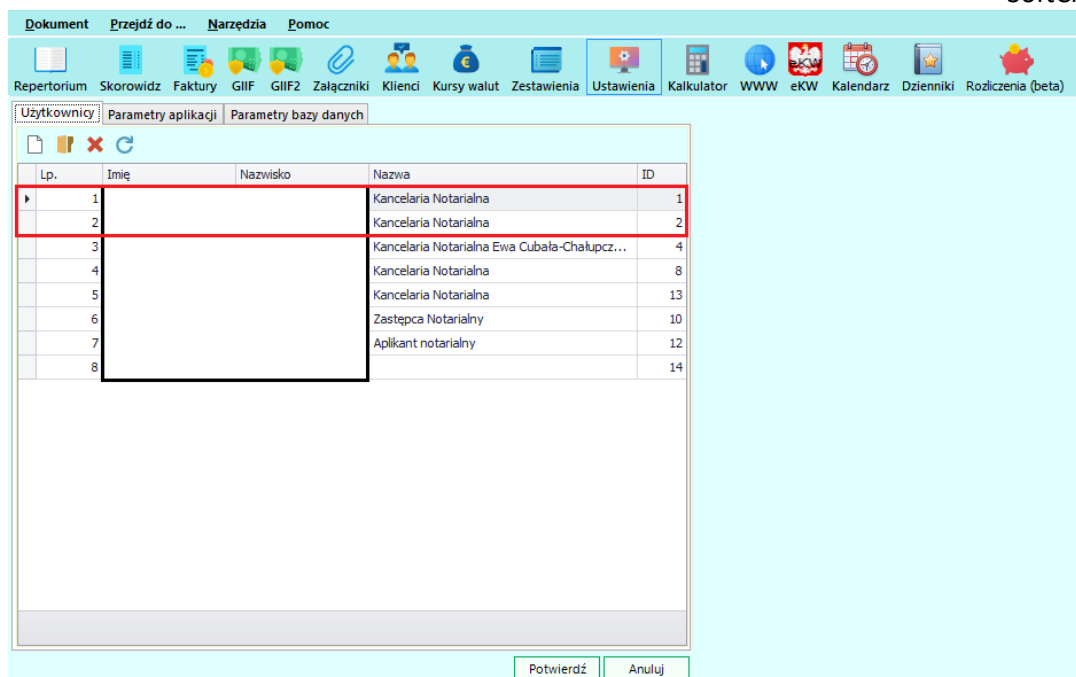 Dokument Przejdź do ... Narzędzia Pomoc
Repertorium Skorowidz Faktury GIIF GIIF2 Załączniki Klienci Kursy walut Zestawienia Ustawienia Kalkulator WWW eKW Kalendarz Dzienniki Rozliczenia (beta)
Użytkownicy Parametry aplikacji Parametry bazy danych
Lp. Imię Nazwisko Nazwa ID
1 Kancelaria Notarialna 1
2 Kancelaria Notarialna 2
3 Kancelaria Notarialna Ewa Cubała-Chałupcz... 4
4 Kancelaria Notarialna 8
5 Kancelaria Notarialna 13
6 Zastępca Notarialny 10
7 Aplikant notarialny 12
8 14
Potwierdź Anuluj